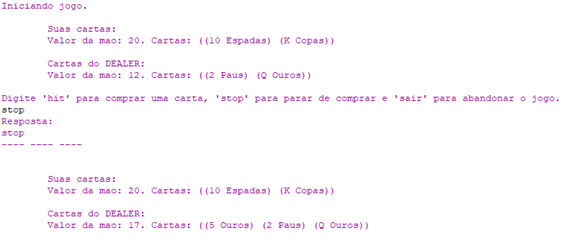 Iniciando jogo.
Suas cartas:
Valor da mao: 20. Cartas: ((10 Espadas) (K Copas))
Cartas do DEALER:
Valor da mao: 12. Cartas: ((2 Paus) (Q Ouros))
Digite 'hit' para comprar uma carta, 'stop' para parar de comprar e 'sair' para abandonar o jogo.
stop
Resposta:
stop
---- ---- ----
Suas cartas:
Valor da mao: 20. Cartas: ((10 Espadas) (K Copas))
Cartas do DEALER:
Valor da mao: 17. Cartas: ((5 Ouros) (2 Paus) (Q Ouros))